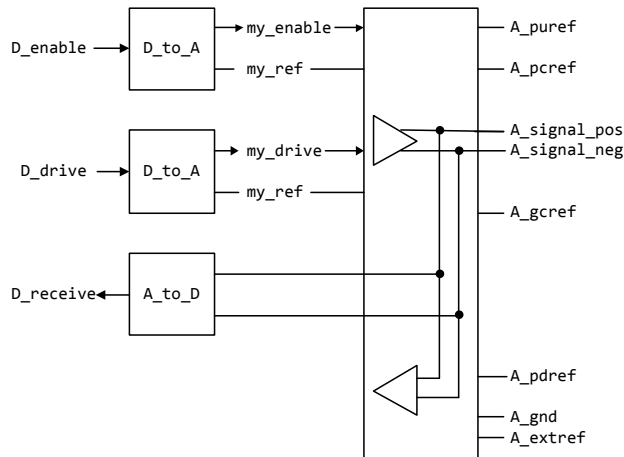 my_enable
A_puref
D_enable
D_to_A
my_ref
A_pcref
A_signal_pos
my_drive
A_signal_neg
D_drive
D_to_A
my_ref
A_gcref
D_receive
A_to_D
A_pdref
A_gnd
A_extref